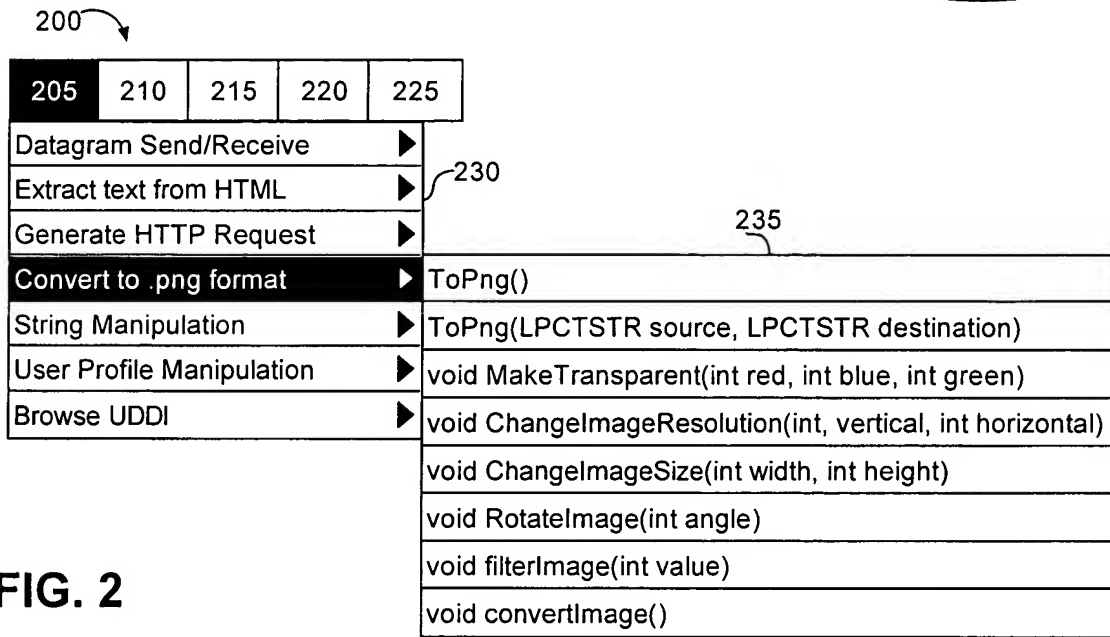 200
205 210 215 220 225
Datagram Send/Receive
Extract text from HTML
230
Generate HTTP Request
235
Convert to .png format
ToPng()
String Manipulation
ToPng(LPCTSTR source, LPCTSTR destination)
User Profile Manipulation
void MakeTransparent(int red, int blue, int green)
Browse UDDI
void ChangeImageResolution(int, vertical, int horizontal)
void ChangeImageSize(int width, int height)
void RotateImage(int angle)
void filterImage(int value)
void convertImage()
FIG. 2